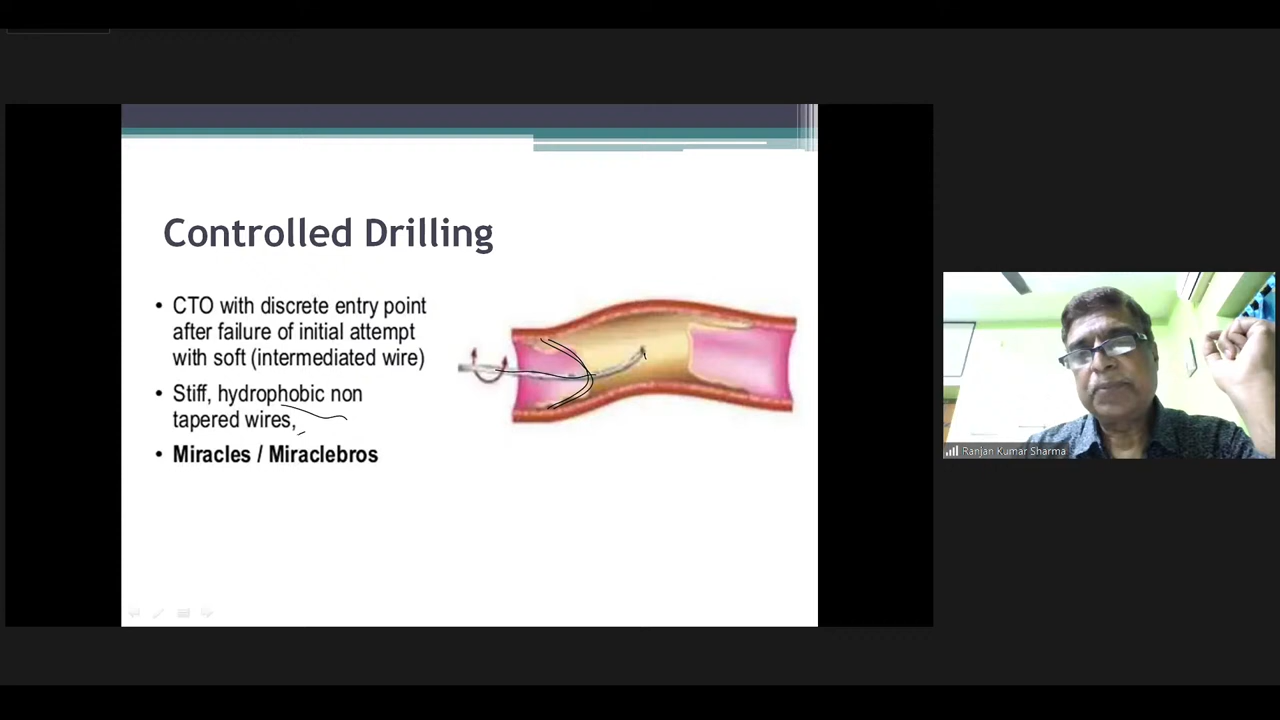 Controlled Drilling
• CTO with discrete entry point
after failure of initial attempt
with soft (intermediated wire)
• Stiff, hydrophobic non
tapered wires,
• Miracles / Miraclebros
Ranjan Kumar Sharma